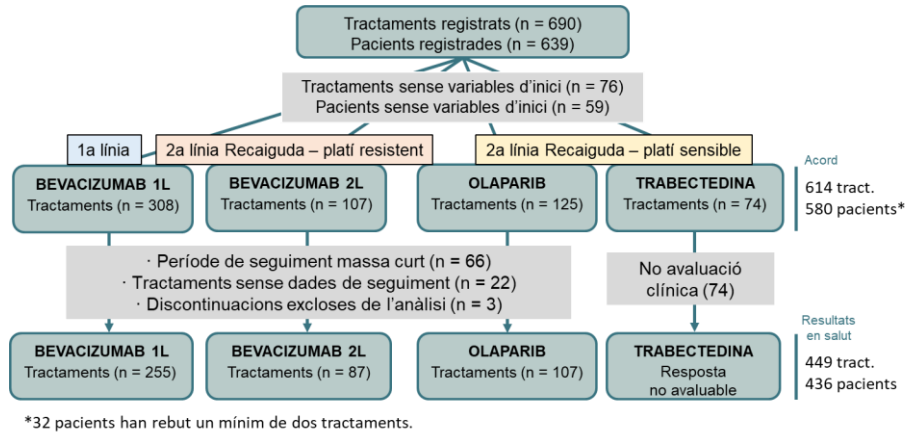 Tractaments registrats (n = 690)
Pacients registrades (n = 639)
Tractaments sense variables d'inici (n = 76)
Pacients sense variables d'inici (n = 59)
1a línia
2a línia Recaiguda – platí resistent
2a línia Recaiguda – platí sensible
BEVACIZUMAB 1L
Tractaments (n = 308)
BEVACIZUMAB 2L
Tractaments (n = 107)
OLAPARIB
Tractaments (n = 125)
TRABECTEDINA
Tractaments (n = 74)
Acord
614 tract.
580 pacients*
· Període de seguiment massa curt (n = 66)
· Tractaments sense dades de seguiment (n = 22)
· Discontinuacions excloses de l'anàlisi (n = 3)
No avaluació
clínica (74)
BEVACIZUMAB 1L
Tractaments (n = 255)
BEVACIZUMAB 2L
Tractaments (n = 87)
OLAPARIB
Tractaments (n = 107)
TRABECTEDINA
Resposta
no avaluable
Resultats
en salut
449 tract.
436 pacients
*32 pacients han rebut un mínim de dos tractaments.